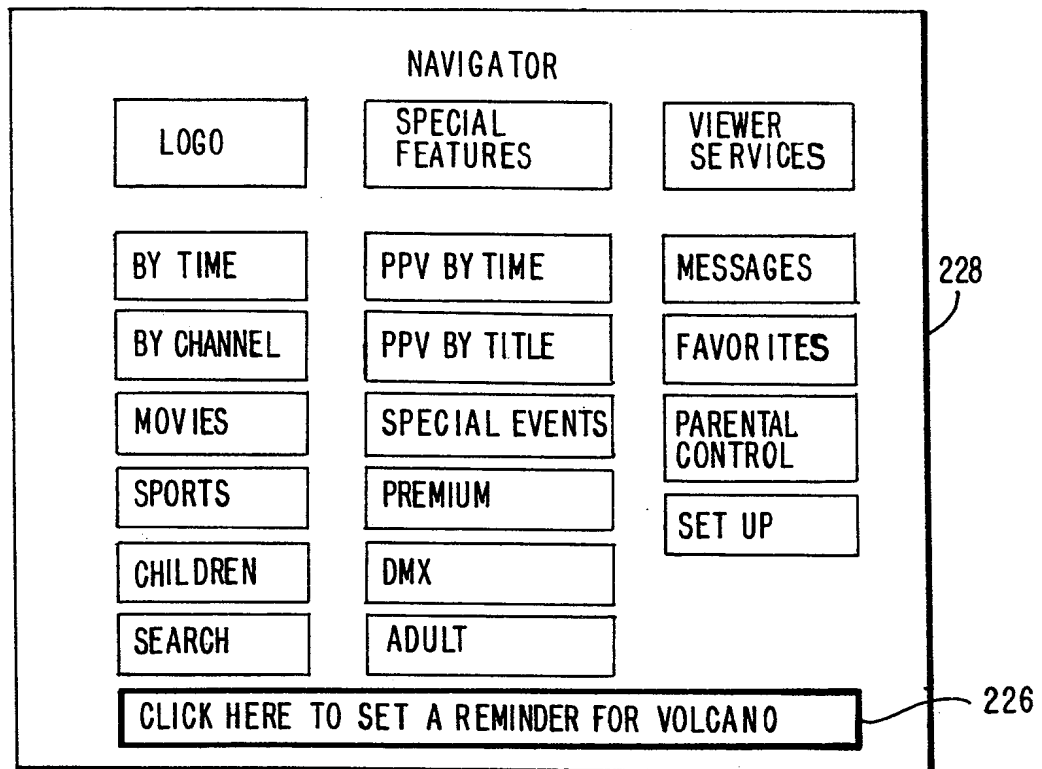 NAVIGATOR
LOGO
SPECIAL
FEATURES
VIEWER
SERVICES
BY TIME
PPV BY TIME
MESSAGES
228
BY CHANNEL
PPV BY TITLE
FAVORITES
MOVIES
SPECIAL EVENTS
PARENTAL
CONTROL
SPORTS
PREMIUM
SET UP
CHILDREN
DMX
SEARCH
ADULT
CLICK HERE TO SET A REMINDER FOR VOLCANO
226